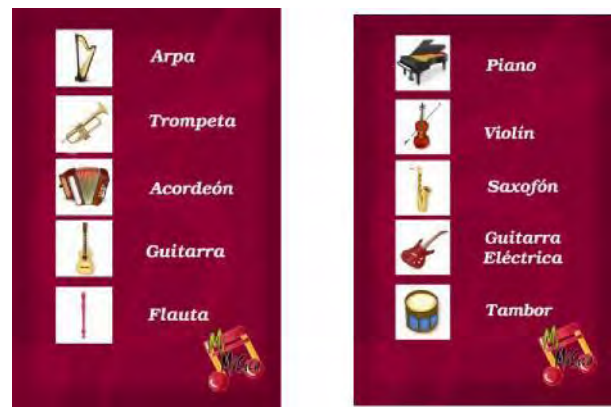 Arpa
Trompeta
Acordeón
Guitarra
Flauta
Piano
Violín
Saxofón
Guitarra
Eléctrica
Tambor